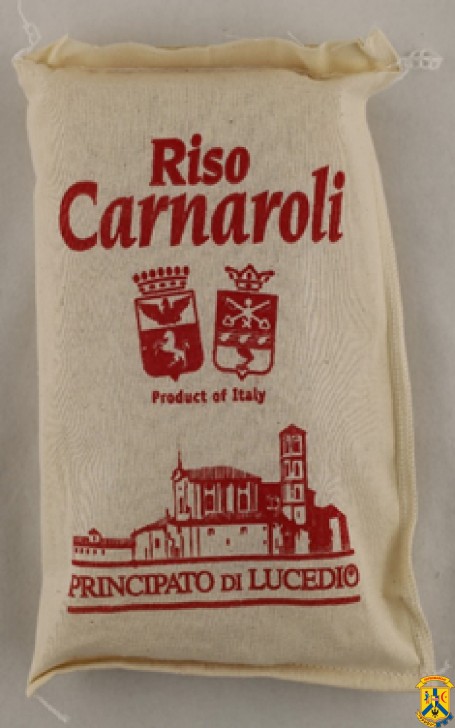 Riso
Carnaroli
Product of Italy
PRINCIPATO DI LUCEDIO